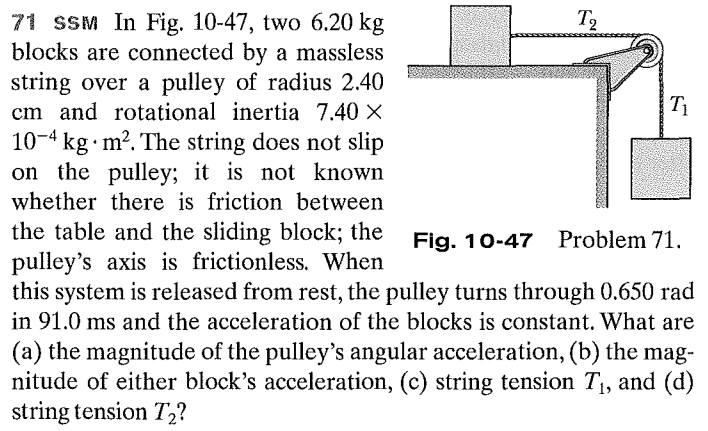 71 SSM In Fig. 10-47, two 6.20 kg
blocks are connected by a massless
string over a pulley of radius 2.40
cm and rotational inertia 7.40 ×
10⁻⁴ kg · m². The string does not slip
on the pulley; it is not known
whether there is friction between
the table and the sliding block; the
pulley's axis is frictionless. When
this system is released from rest, the pulley turns through 0.650 rad
in 91.0 ms and the acceleration of the blocks is constant. What are
(a) the magnitude of the pulley's angular acceleration, (b) the mag-
nitude of either block's acceleration, (c) string tension T₁, and (d)
string tension T₂?
T₂
T₁
Fig. 10-47 Problem 71.